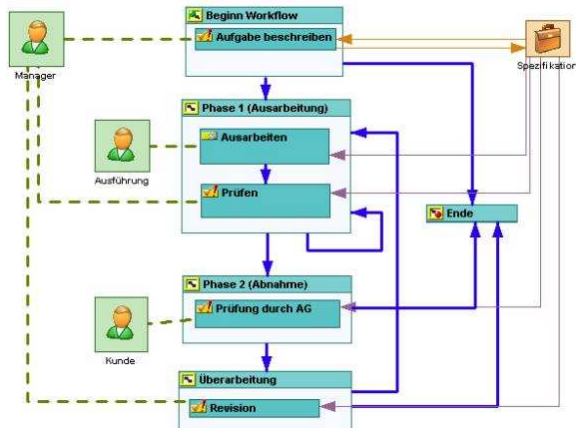 Beginn Workflow
Aufgabe beschreiben
Manager
Spezifikation
Phase 1 (Ausarbeitung)
Ausarbeiten
Ausführung
Prüfen
Ende
Phase 2 (Abnahme)
Prüfung durch AG
Kunde
Überarbeitung
Revision